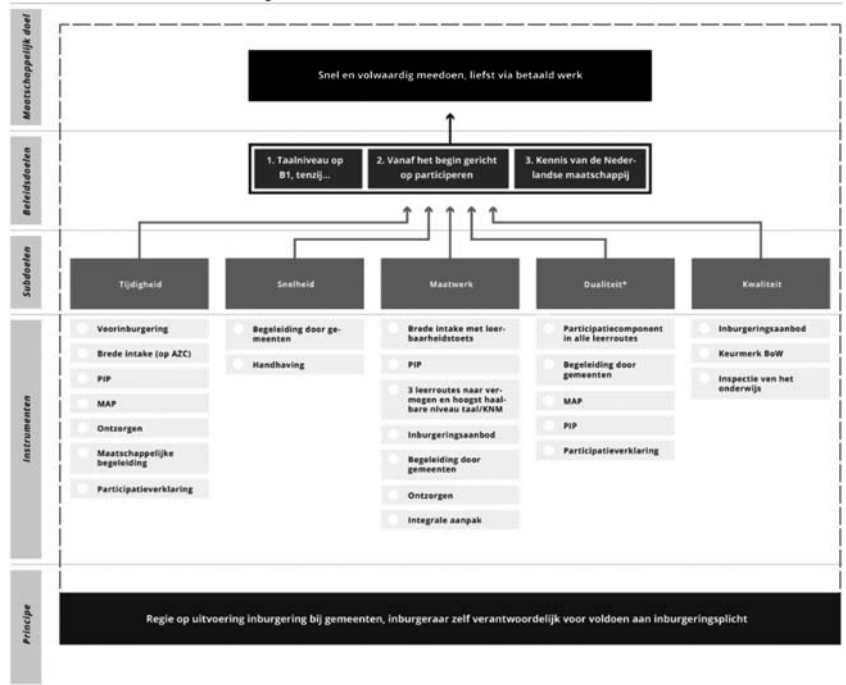 Maatschappelijk doel
Snel en volwaardig meedoen, liefst via betaald werk
Beleidsdoelen
1. Taalniveau op
B1, tenzij...
2. Vanaf het begin gericht
op participeren
3. Kennis van de Neder-
landse maatschappij
Subdoelen
Tijdigheid
Snelheid
Maatwerk
Dualiteit*
Kwaliteit
Instrumenten
Voorinburgering
Brede intake (op AZC)
PIP
MAP
Ontzorgen
Maatschappelijke
begeleiding
Participatieverklaring
Begeleiding door ge-
meenten
Handhaving
Brede intake met leer-
baarheidstoets
PIP
3 leerroutes naar ver-
mogen en hoogst haal-
bare niveau taal/KNM
Inburgeringsaanbod
Begeleiding door
gemeenten
Ontzorgen
Integrale aanpak
Participatiecomponent
in alle leerroutes
Begeleiding door
gemeenten
MAP
PIP
Participatieverklaring
Inburgeringsaanbod
Keurmerk BoW
Inspectie ven het
onderwijs
Principe
Regie op uitvoering inburgering bij gemeenten, inburgeraar zelf verantwoordelijk voor voldoen aan inburgeringsplicht